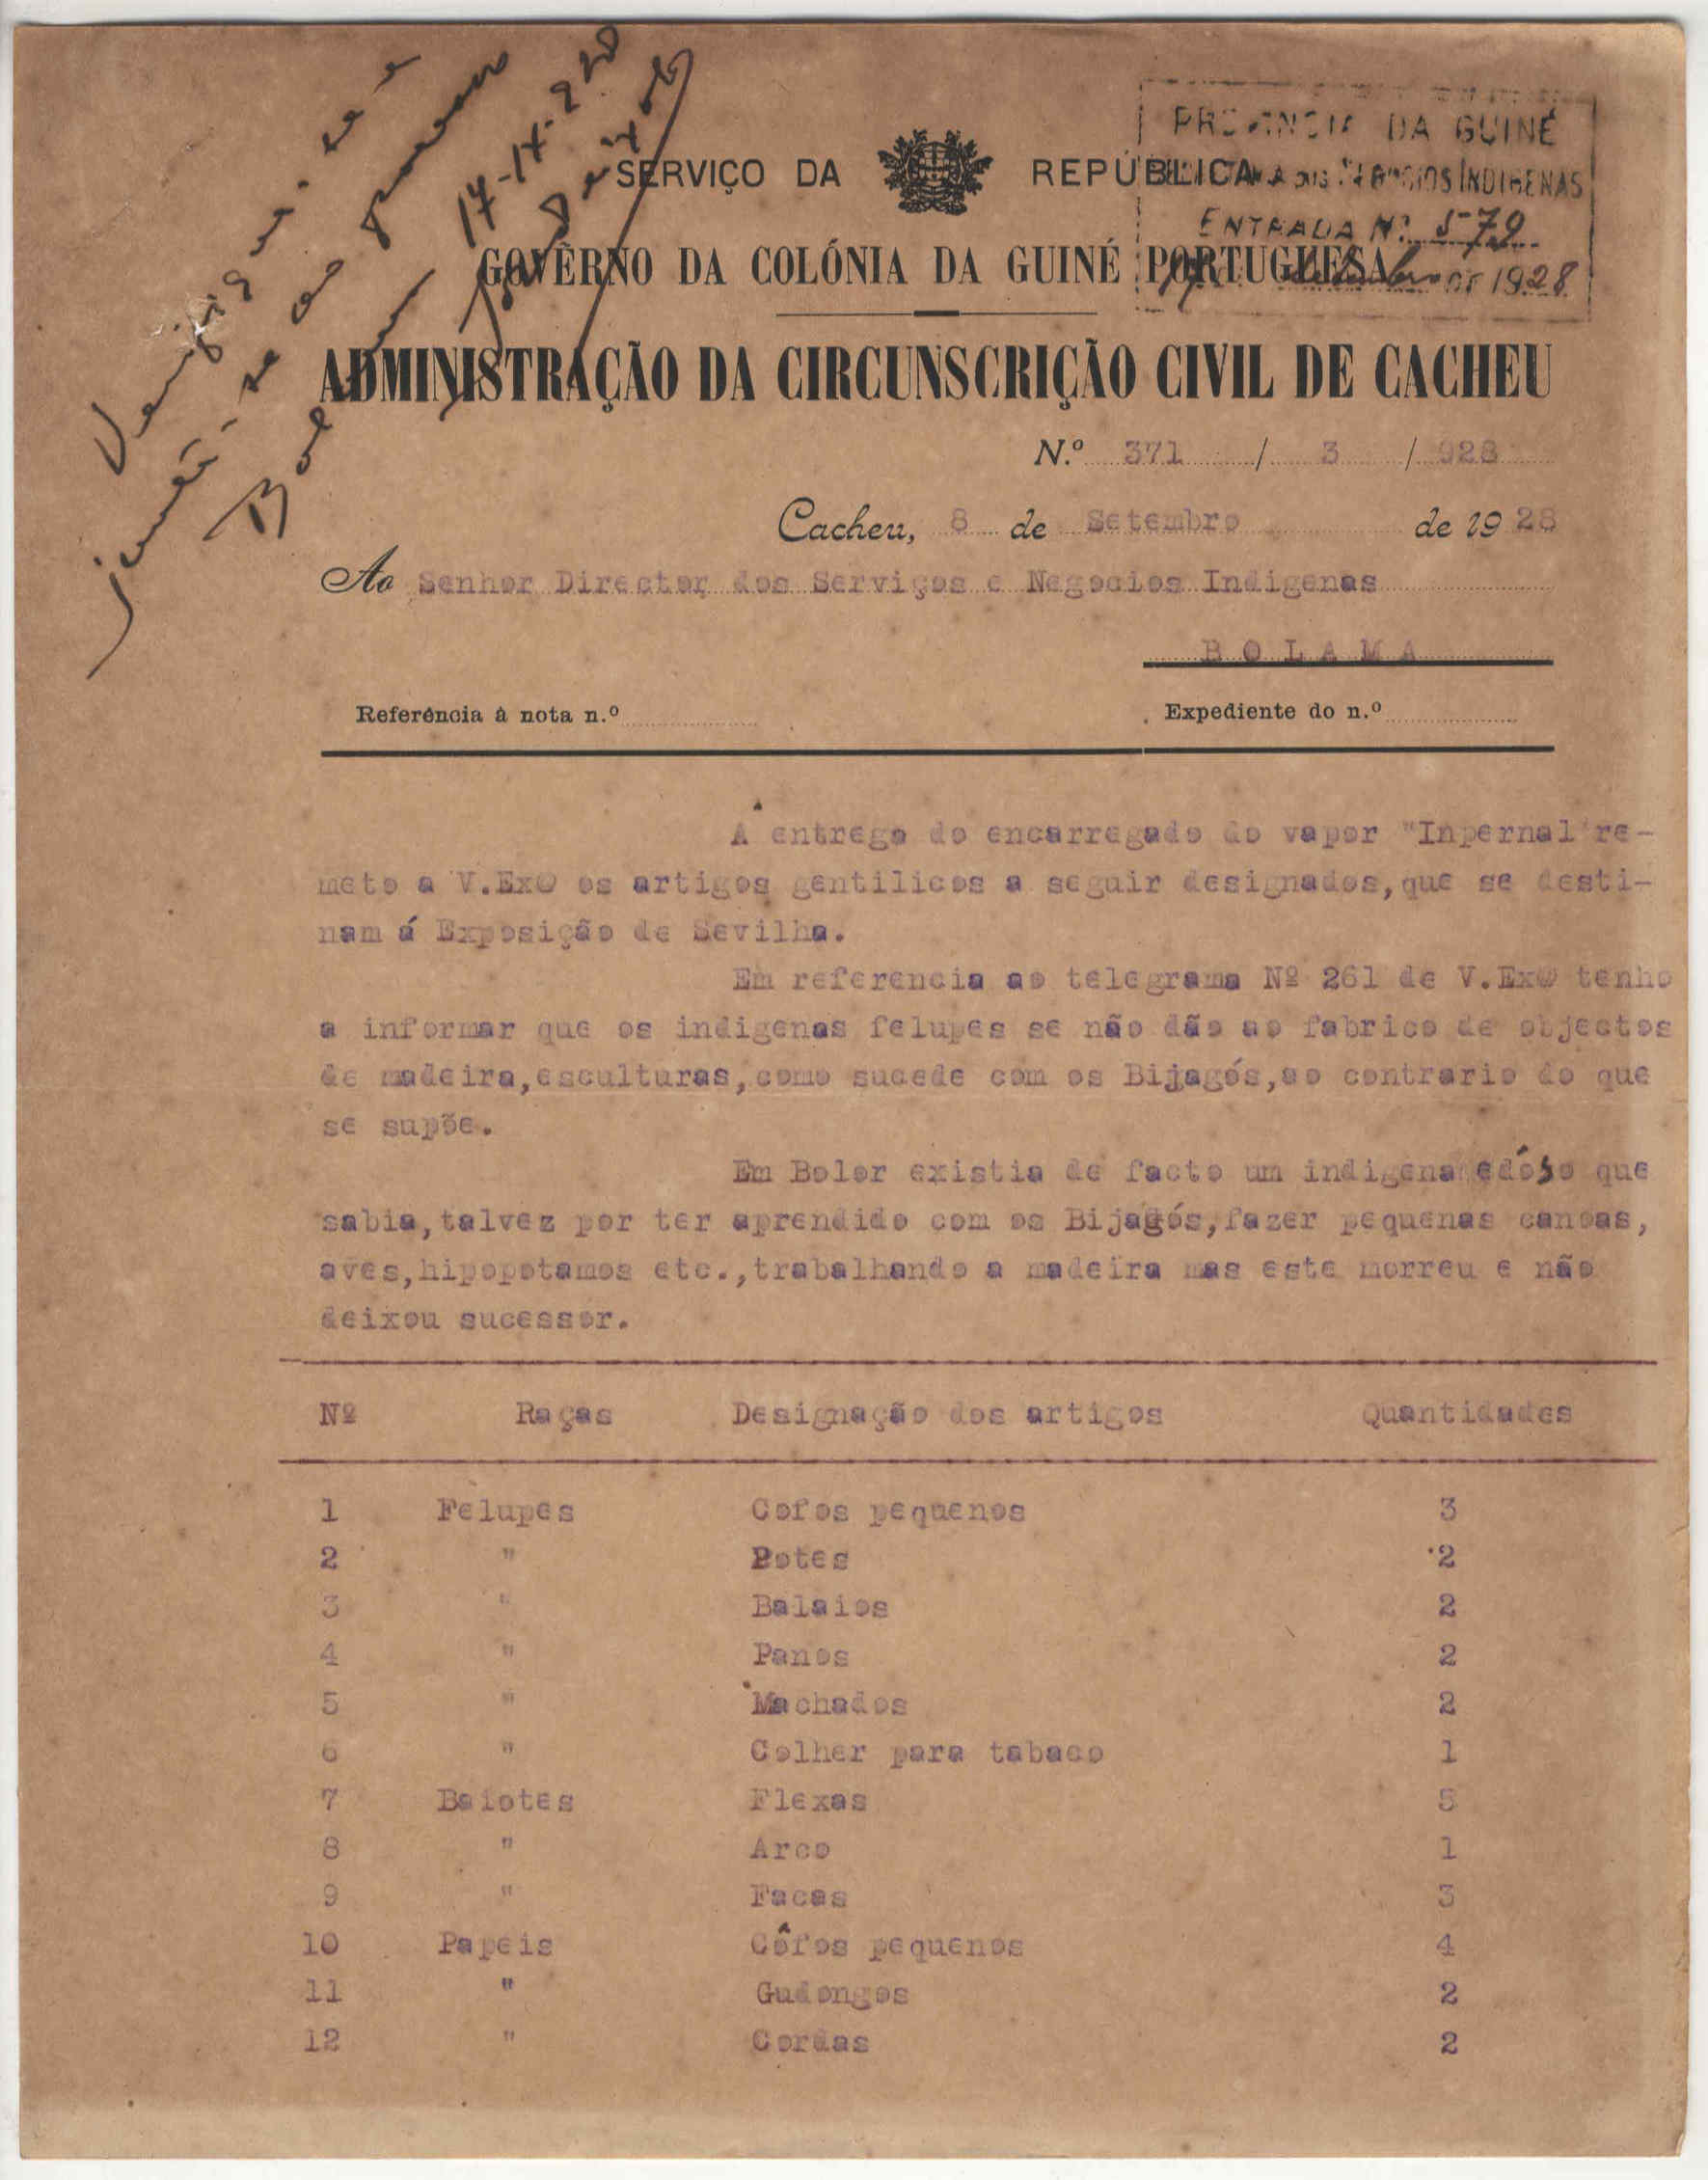 SERVIÇO DA REPÚBLICA
PROVINCIA DA GUINÉ
NEGOCIOS INDIGENAS
ENTRADA Nº 579
DE 1928
GOVÊRNO DA COLÓNIA DA GUINÉ PORTUGUESA
ADMINISTRAÇÃO DA CIRCUNSCRIÇÃO CIVIL DE CACHEU
N.º 371 / 3 / 928
Cacheu, 8 de Setembro de 1928
Ao Senhor Director dos Serviços e Negocios Indigenas
BOLAMA
Referência à nota n.º
Expediente do n.º
Á entrega do encarregado do vapor "Inpernal" re-
meto a V.Exª os artigos gentilicos a seguir designados,que se desti-
nam á Exposição de Sevilha.
Em referencia ao telegrama Nº 261 de V.Exª tenho
a informar que os indigenas felupes se não dão ao fabrico de objectos
de madeira,esculturas,como sucede com os Bijagós,ao contrario do que
se supõe.
Em Bolor existia de facto um indigena edóso que
sabia,talvez por ter aprendido com os Bijagós,fazer pequenas canoas,
aves,hipopotamos etc.,trabalhando a madeira mas este morreu e não
deixou sucessor.
Nº Raças Designação dos artigos Quantidades
1 Felupes Cofos pequenos 3
2 " Potes 2
3 " Balaios 2
4 " Panos 2
5 " Machados 2
6 " Colher para tabaco 1
7 Baiotes Flexas 5
8 " Arco 1
9 " Facas 3
10 Papeis Côfos pequenos 4
11 " Gudongos 2
12 " Cordas 2